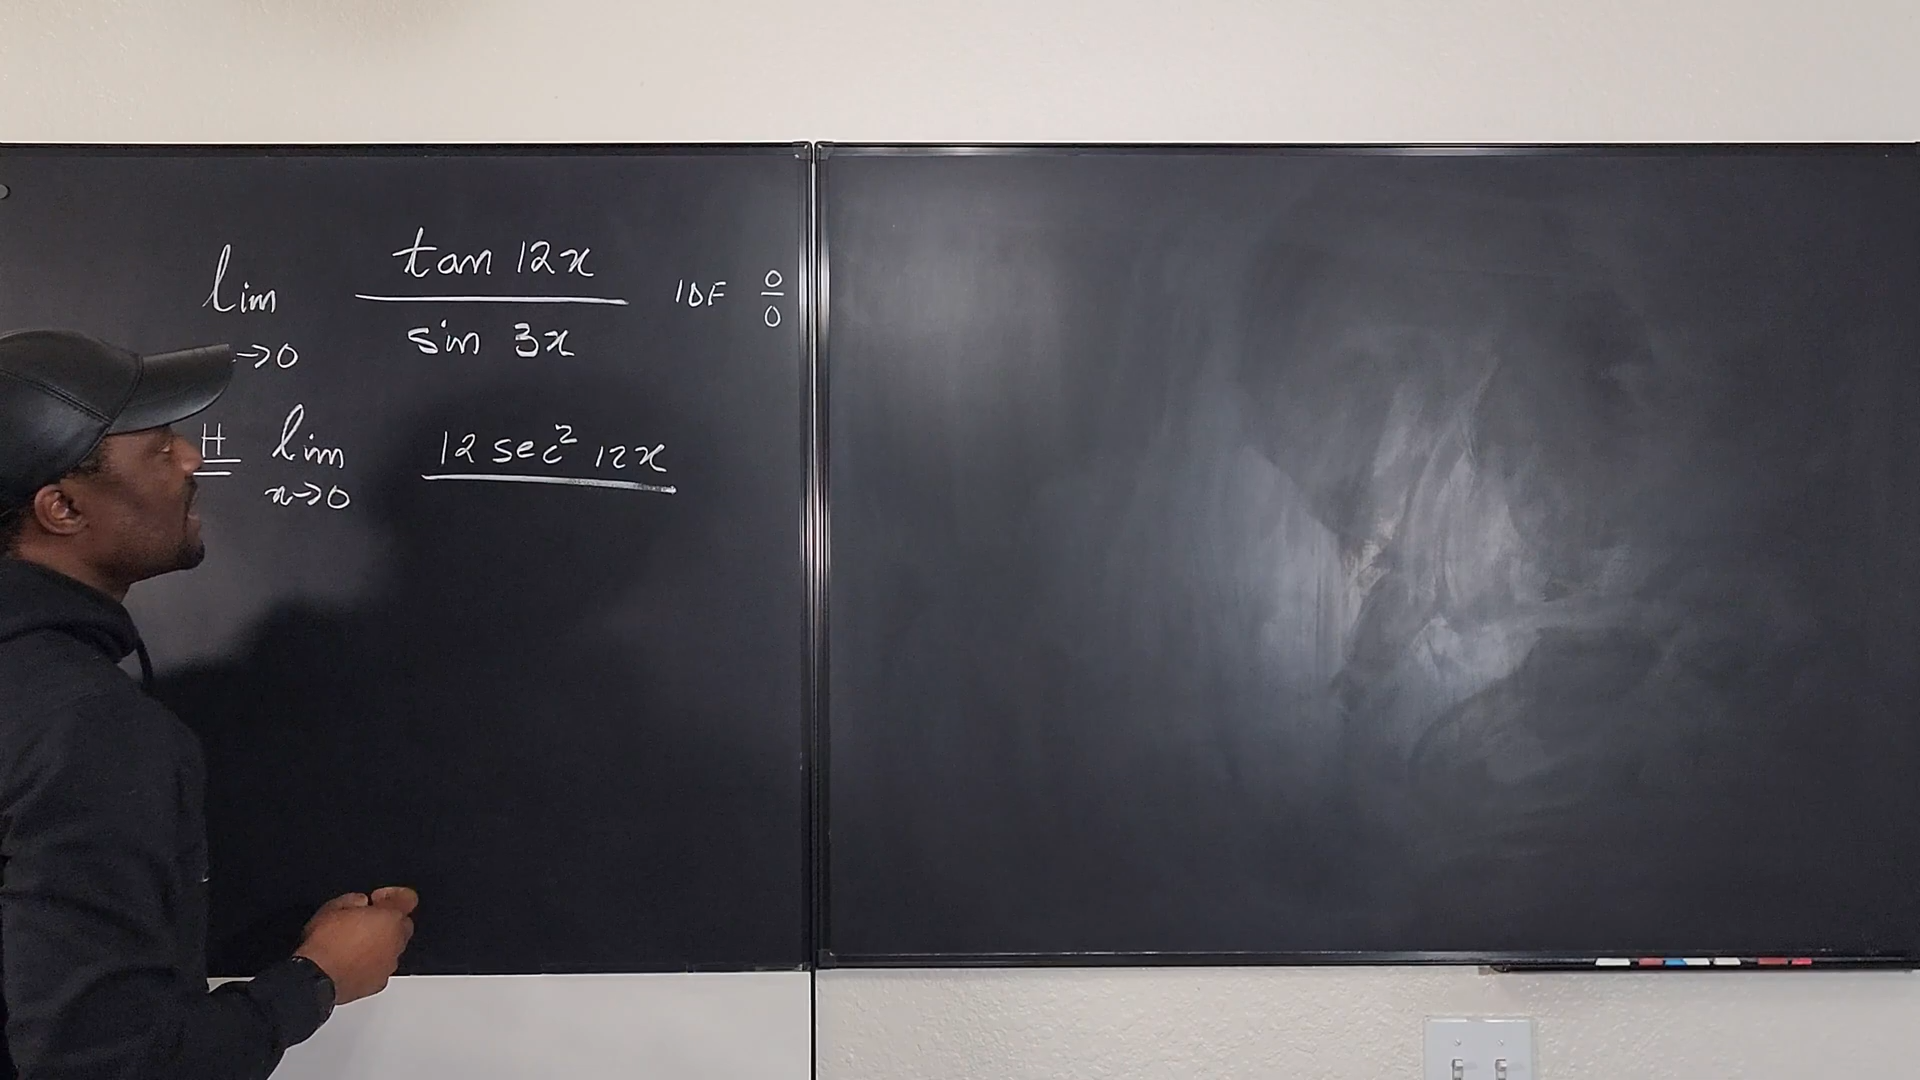 lim tan 12x / sin 3x IDF 0/0
→0
H lim 12 sec² 12x
x→0